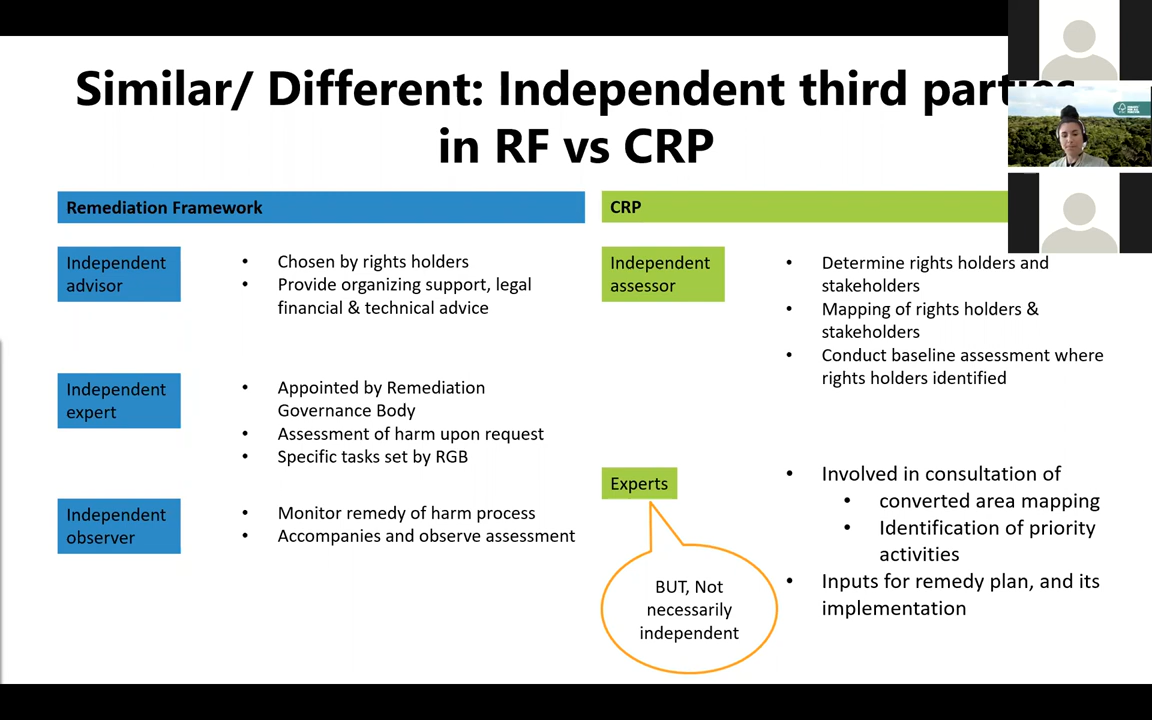 Similar/ Different: Independent third parties
in RF vs CRP
Remediation Framework
Independent
advisor
• Chosen by rights holders
• Provide organizing support, legal
financial & technical advice
Independent
expert
• Appointed by Remediation
Governance Body
• Assessment of harm upon request
• Specific tasks set by RGB
Independent
observer
• Monitor remedy of harm process
• Accompanies and observe assessment
CRP
Independent
assessor
• Determine rights holders and
stakeholders
• Mapping of rights holders &
stakeholders
• Conduct baseline assessment where
rights holders identified
Experts
BUT, Not
necessarily
independent
• Involved in consultation of
• converted area mapping
• Identification of priority
activities
• Inputs for remedy plan, and its
implementation